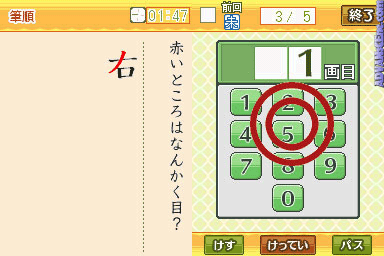 筆順
01:47
前回
3 / 5
終了
赤いところはなんかく目？
右
1画目
1 2 3
4 5 6
7 8 9
0
けす
けってい
パス